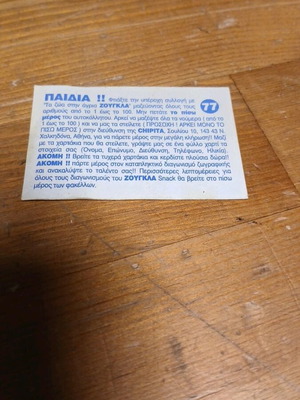 ΠΑΙΔΙΑ !! Φτιάξτε την υπέροχη συλλογή με
"Τα ζώα στην άγρια ΖΟΥΓΚΛΑ" μαζεύοντας όλους τους
αριθμούς από το 1 έως το 100. Μην πετάτε το πίσω
μέρος του αυτοκόλλητου. Αρκεί να μαζέψετε όλα τα νούμερα ( από το
1 έως το 100 ) και να μας τα στείλετε ( ΠΡΟΣΟΧΗ ! ΑΡΚΕΙ ΜΟΝΟ ΤΟ
ΠΙΣΩ ΜΕΡΟΣ ) στην διεύθυνση της CHIPITA, Σουλίου 10, 143 43 Ν.
Χαλκηδόνα, Αθήνα, για να πάρετε μέρος στην μεγάλη κλήρωση!! Μαζί
με τα χαρτάκια που θα στείλετε, γράψτε μας σε ένα φύλλο χαρτί τα
στοιχεία σας (Όνομα, Επώνυμο, Διεύθυνση, Τηλέφωνο, Ηλικία).
ΑΚΟΜΗ !! Βρείτε τα τυχερά χαρτάκια και κερδίστε πλούσια δώρα!!
ΑΚΟΜΗ !! πάρτε μέρος στον καταπληκτικό διαγωνισμό ζωγραφικής
και ανακαλύψτε το ταλέντο σας!! Περισσότερες λεπτομέρειες για
όλους τους διαγωνισμούς του ΖΟΥΓΚΛΑ Snack θα βρείτε στο πίσω
μέρος των φακέλλων.
77